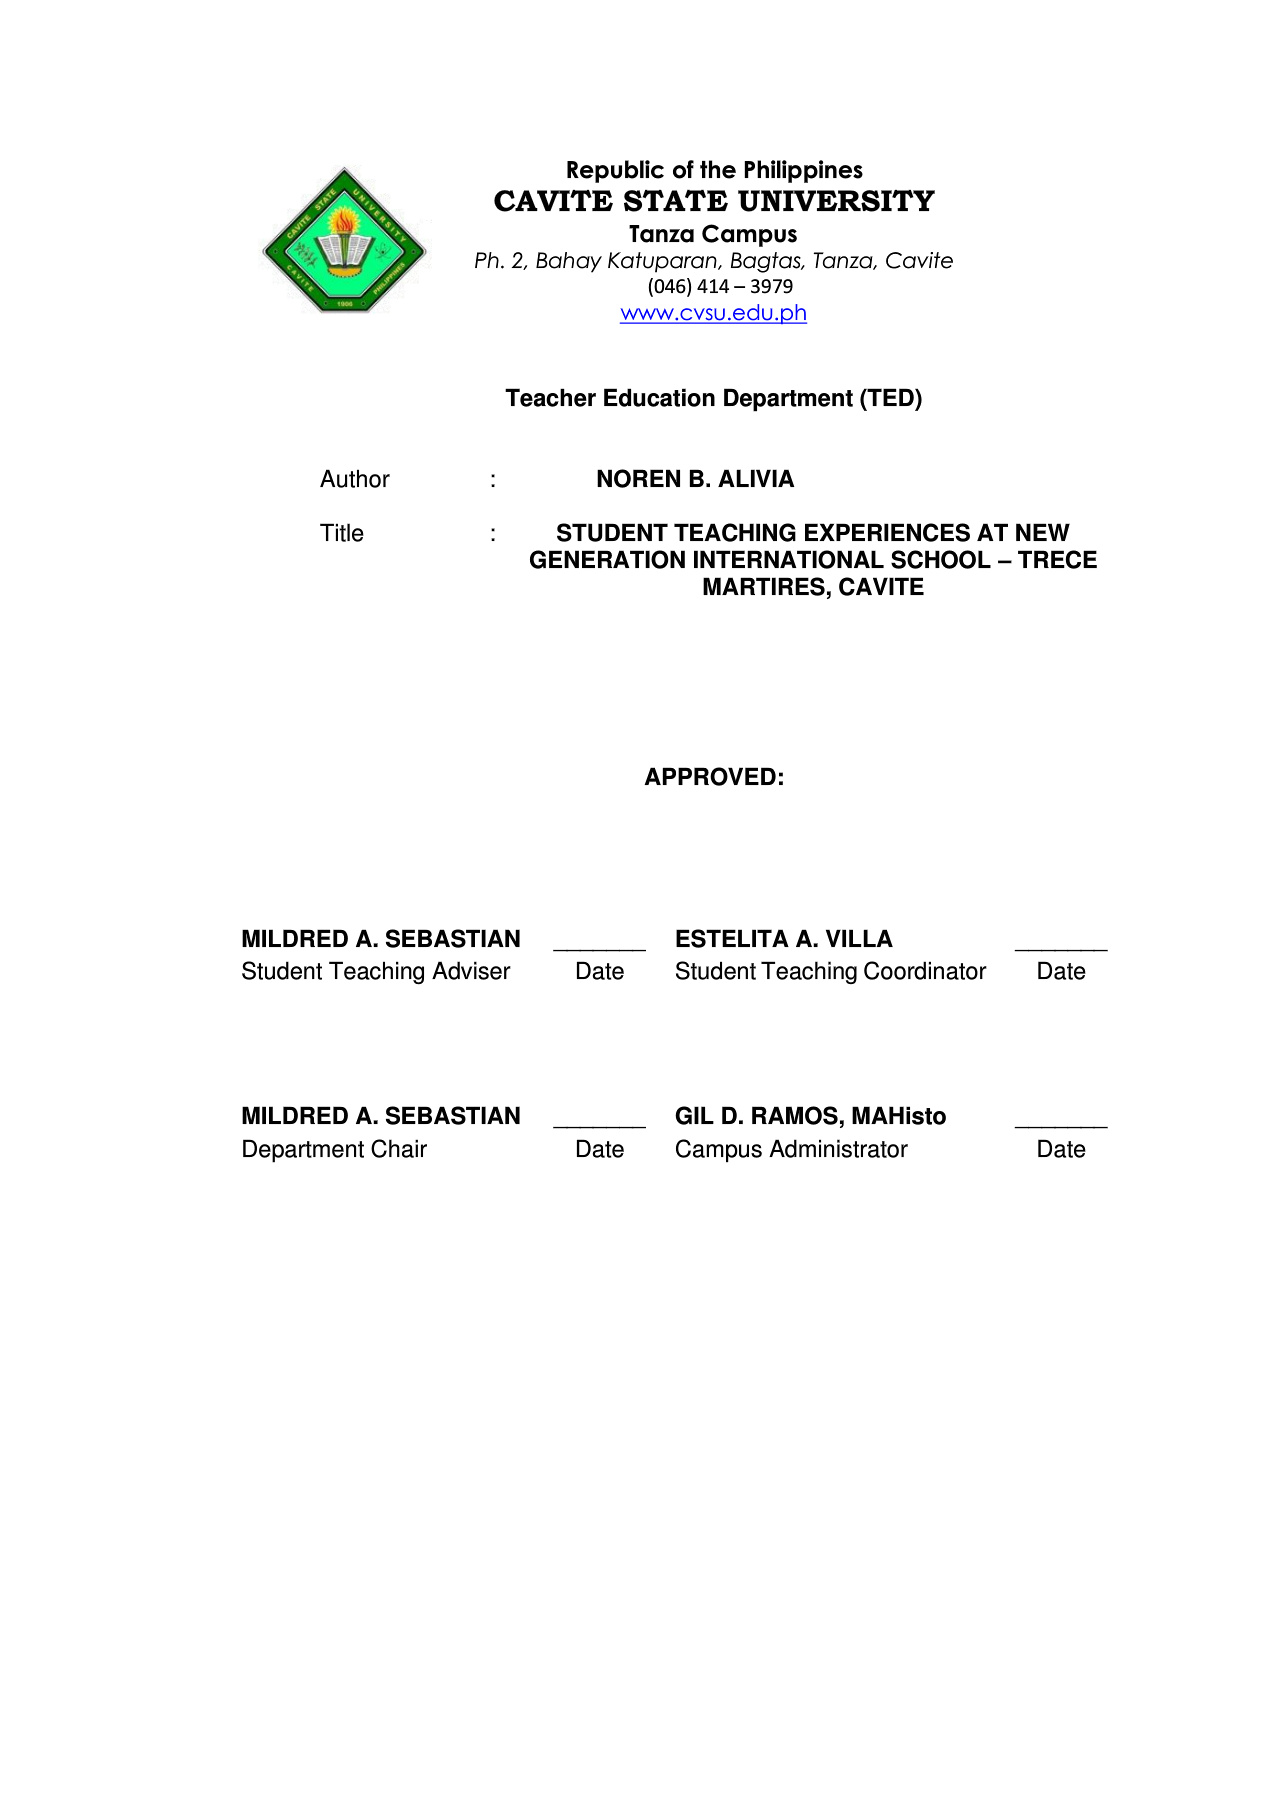 Republic of the Philippines
CAVITE STATE UNIVERSITY
Tanza Campus
Ph. 2, Bahay Katuparan, Bagtas, Tanza, Cavite
(046) 414 – 3979
www.cvsu.edu.ph
CAVITE STATE UNIVERSITY
CAVITE PHILIPPINES
1906
Teacher Education Department (TED)
Author : NOREN B. ALIVIA
Title : STUDENT TEACHING EXPERIENCES AT NEW
GENERATION INTERNATIONAL SCHOOL – TRECE
MARTIRES, CAVITE
APPROVED:
MILDRED A. SEBASTIAN _______ ESTELITA A. VILLA _______
Student Teaching Adviser Date Student Teaching Coordinator Date
MILDRED A. SEBASTIAN _______ GIL D. RAMOS, MAHisto _______
Department Chair Date Campus Administrator Date